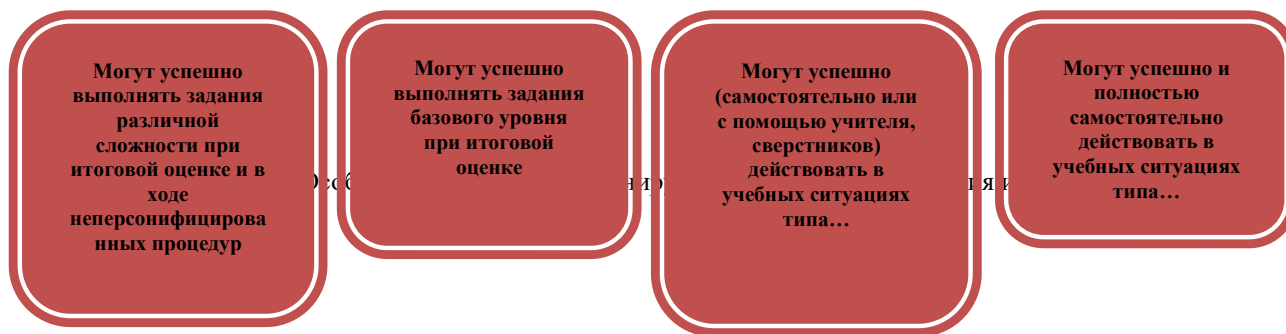 Могут успешно
выполнять задания
различной
сложности при
итоговой оценке и в
ходе
неперсонифицирова
нных процедур
Могут успешно
выполнять задания
базового уровня
при итоговой
оценке
Могут успешно
(самостоятельно или
с помощью учителя,
сверстников)
действовать в
учебных ситуациях
типа…
Могут успешно и
полностью
самостоятельно
действовать в
учебных ситуациях
типа…